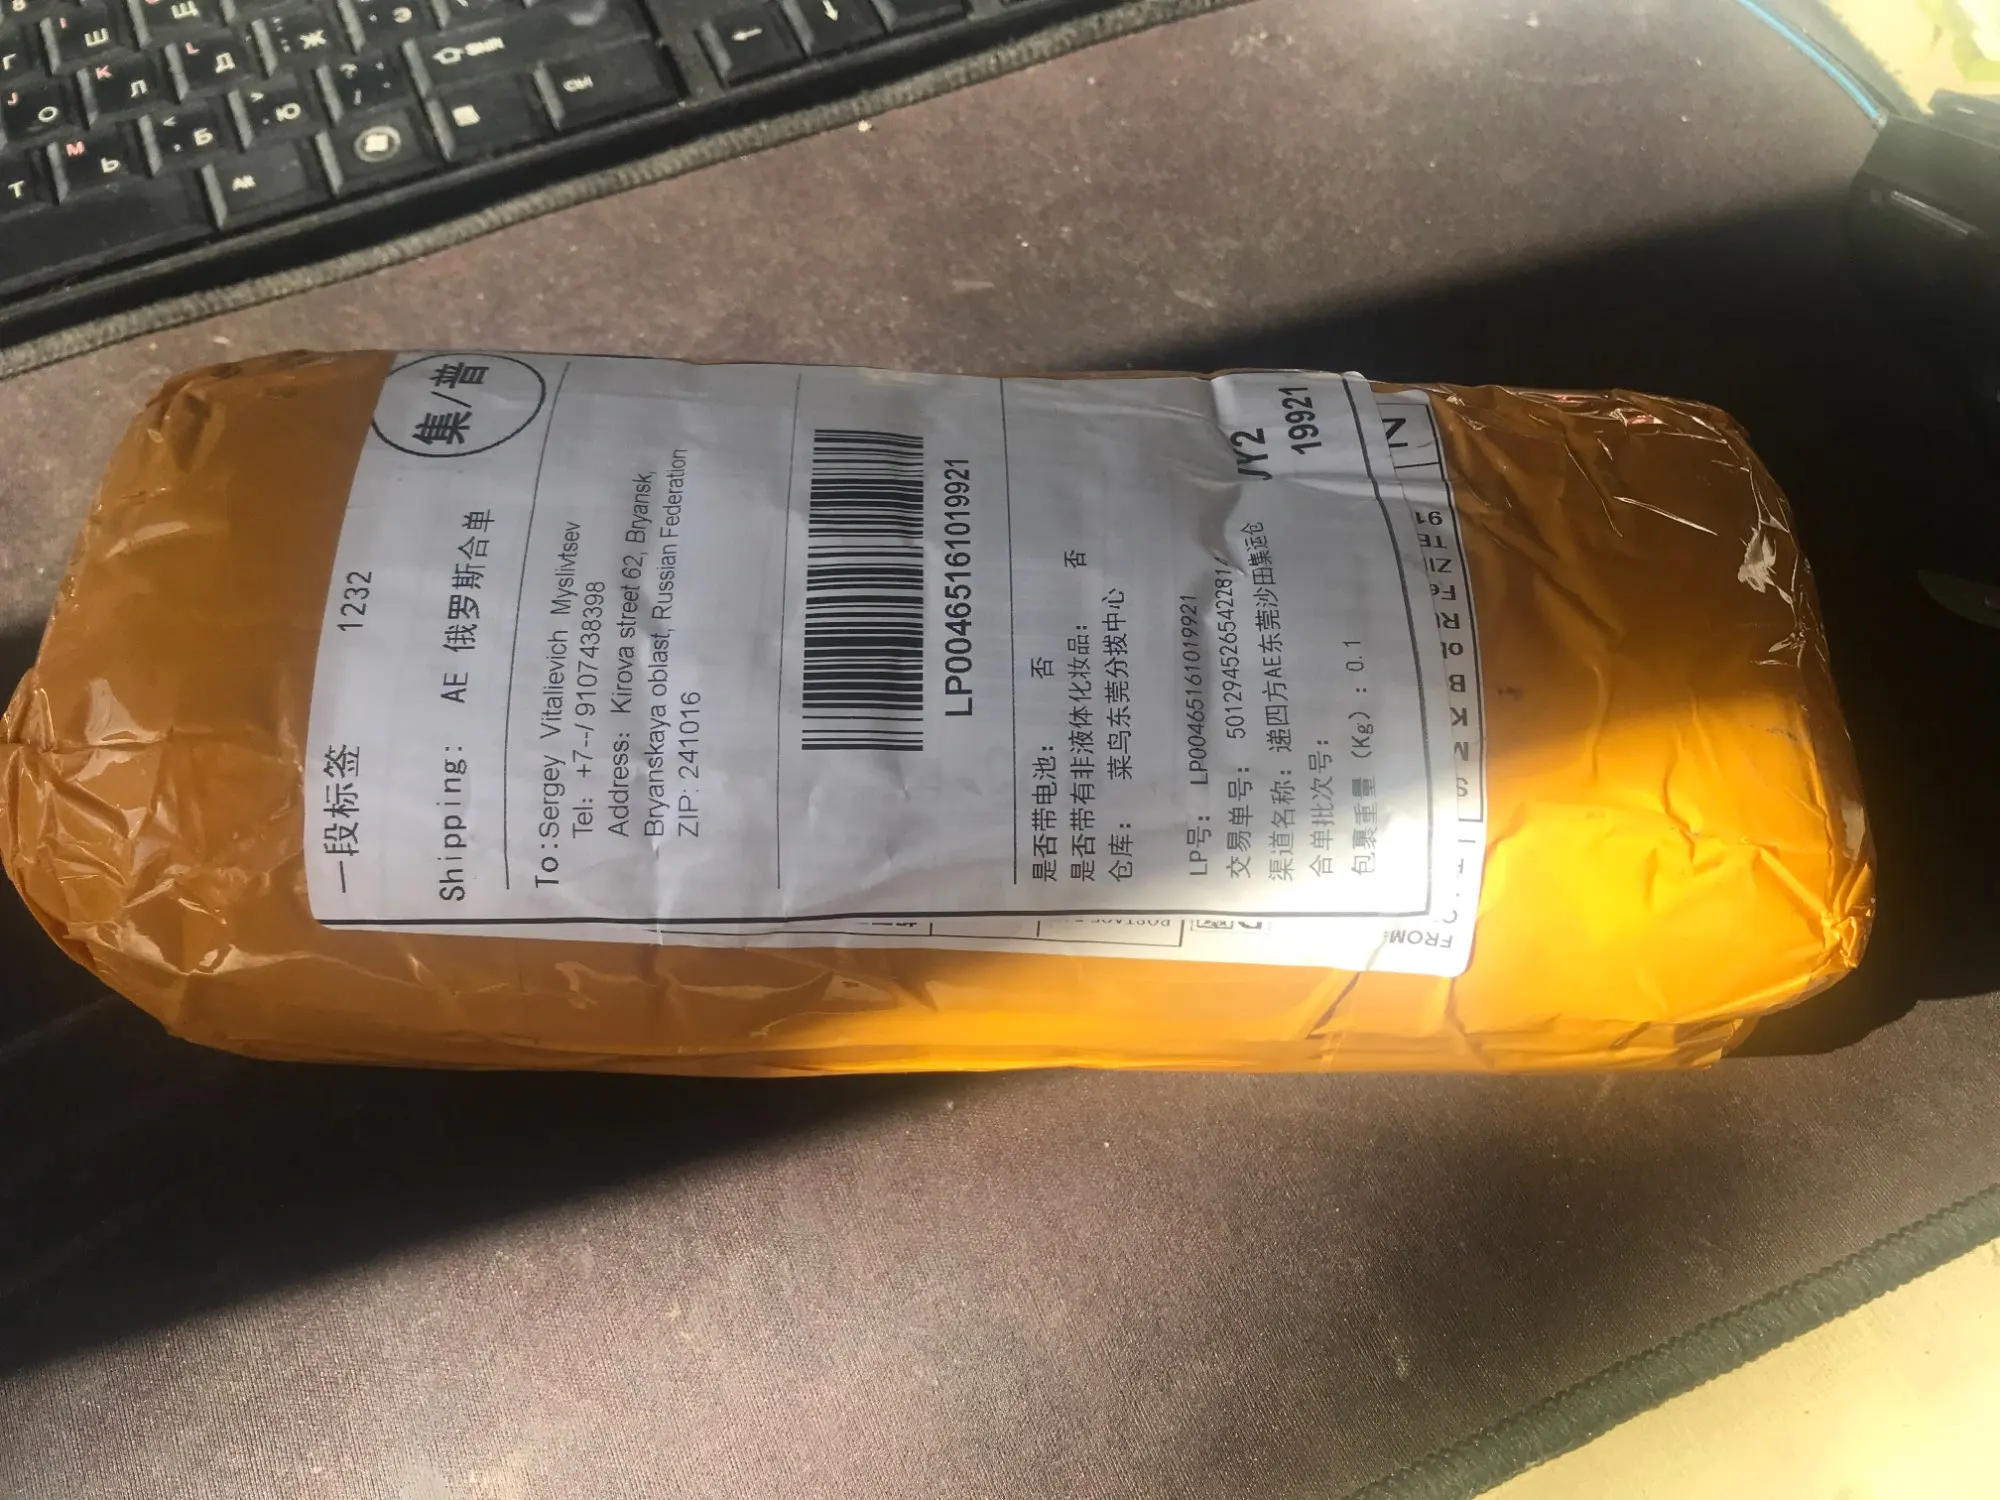 一段标签 1232
集/普
Shipping: AE 俄罗斯合单
To:Sergey Vitalievich Myslivtsev
Tel: +7--/ 9107438398
Address: Kirova street 62, Bryansk,
Bryanskaya oblast, Russian Federation
ZIP: 241016
LP00465161019921
是否带电池: 否
是否带有非液体化妆品: 否
仓库: 菜鸟东莞分拨中心
LP号: LP00465161019921
JY2
交易单号: 501294526542281
19921
渠道名称: 递四方AE东莞沙田集运仓
合单批次号:
包裹重量 (Kg) : 0.1
N
FROM:
Г Ш Щ Э
О К Л L Д Ж
SHIFT
Т М Ь Б Ю
Alt